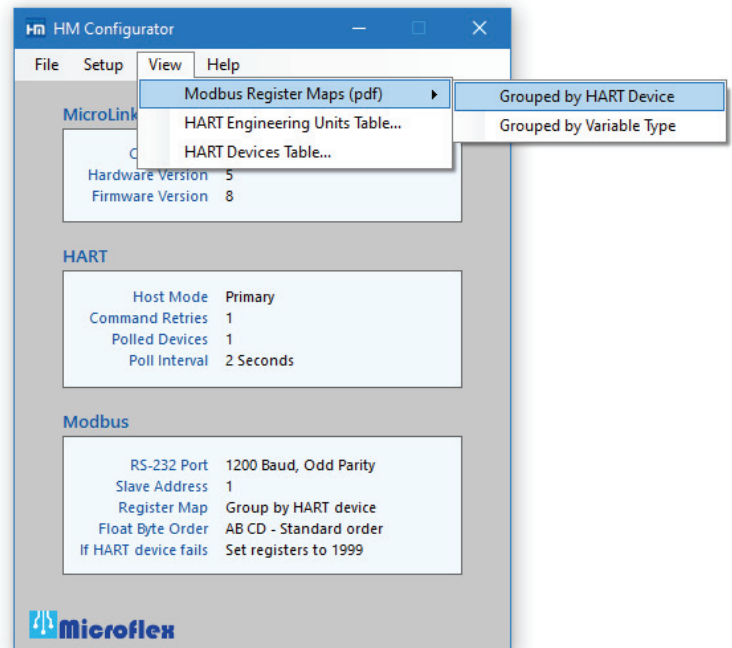 HM Configurator
File Setup View Help
Modbus Register Maps (pdf)
Grouped by HART Device
HART Engineering Units Table...
Grouped by Variable Type
HART Devices Table...
MicroLink
Hardware Version 5
Firmware Version 8
HART
Host Mode Primary
Command Retries 1
Polled Devices 1
Poll Interval 2 Seconds
Modbus
RS-232 Port 1200 Baud, Odd Parity
Slave Address 1
Register Map Group by HART device
Float Byte Order AB CD - Standard order
If HART device fails Set registers to 1999
Microflex